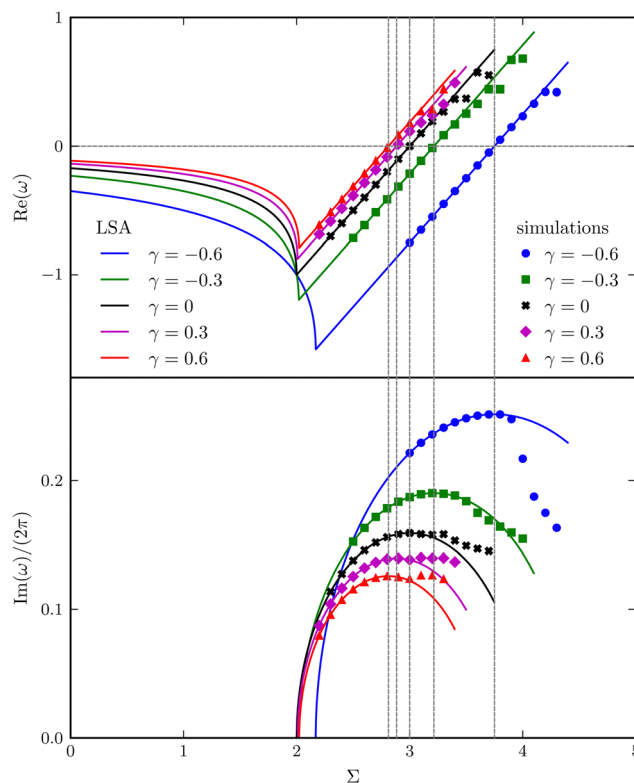 1
0
−1
Re(ω)
LSA
γ = −0.6
γ = −0.3
γ = 0
γ = 0.3
γ = 0.6
simulations
γ = −0.6
γ = −0.3
γ = 0
γ = 0.3
γ = 0.6
0.2
0.1
0.0
Im(ω)/(2π)
0 1 2 3 4 5
Σ